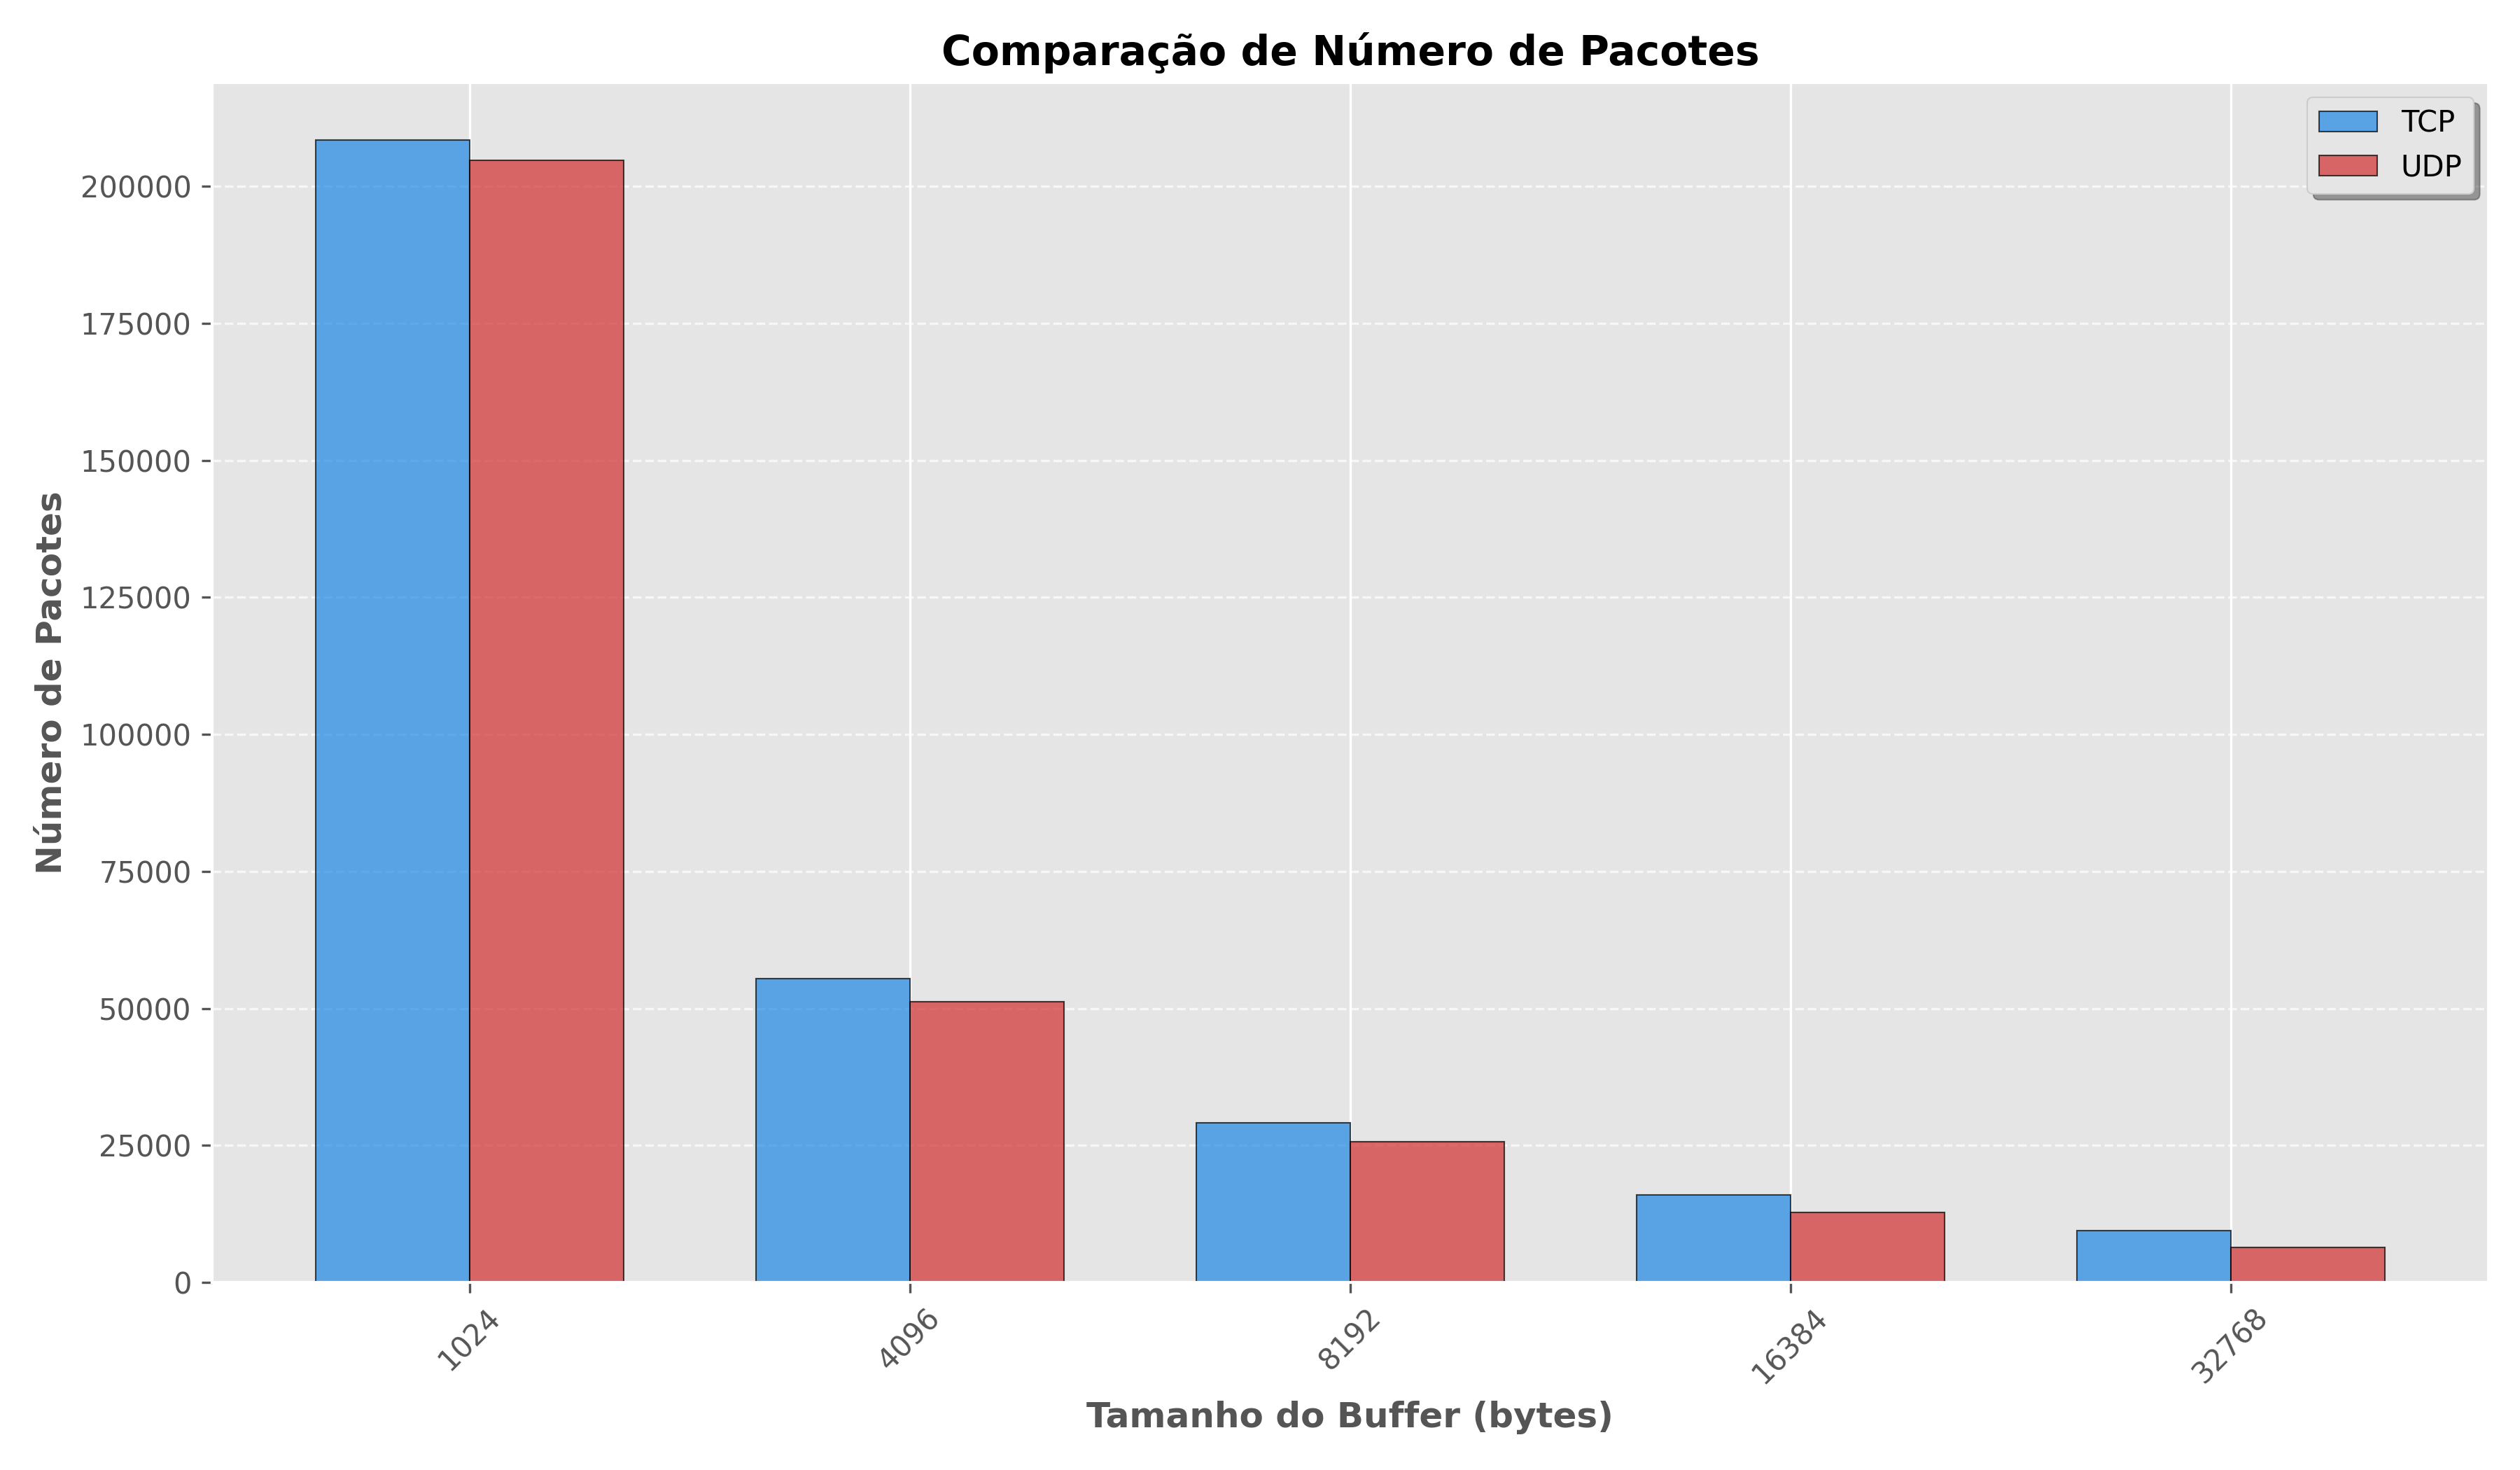 Comparação de Número de Pacotes
TCP
UDP
Número de Pacotes
200000
175000
150000
125000
100000
75000
50000
25000
0
1024
4096
8192
16384
32768
Tamanho do Buffer (bytes)